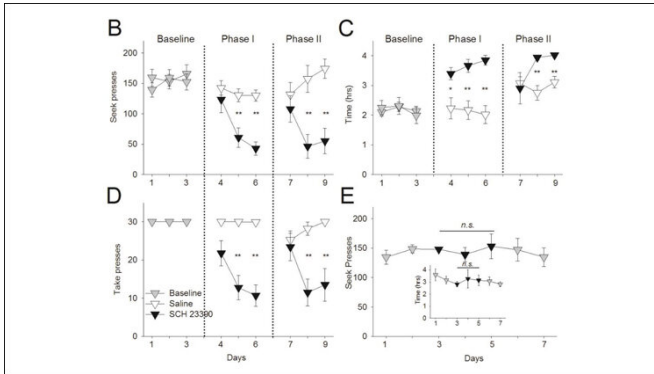 B
Baseline
Phase I
Phase II
Seek presses
200
150
100
50
0
** **
** **
1 3 4 6 7 9
C
Baseline
Phase I
Phase II
Time (hrs)
4
3
2
1
0
* ** **
** **
1 3 4 6 7 9
D
Take presses
30
20
10
0
** **
** **
Baseline
Saline
SCH 23390
1 3 4 6 7 9
Days
E
Seek Presses
200
150
100
50
0
n.s.
Time (hrs)
4
3
2
1
0
n.s.
1 3 5 7
1 3 5 7
Days